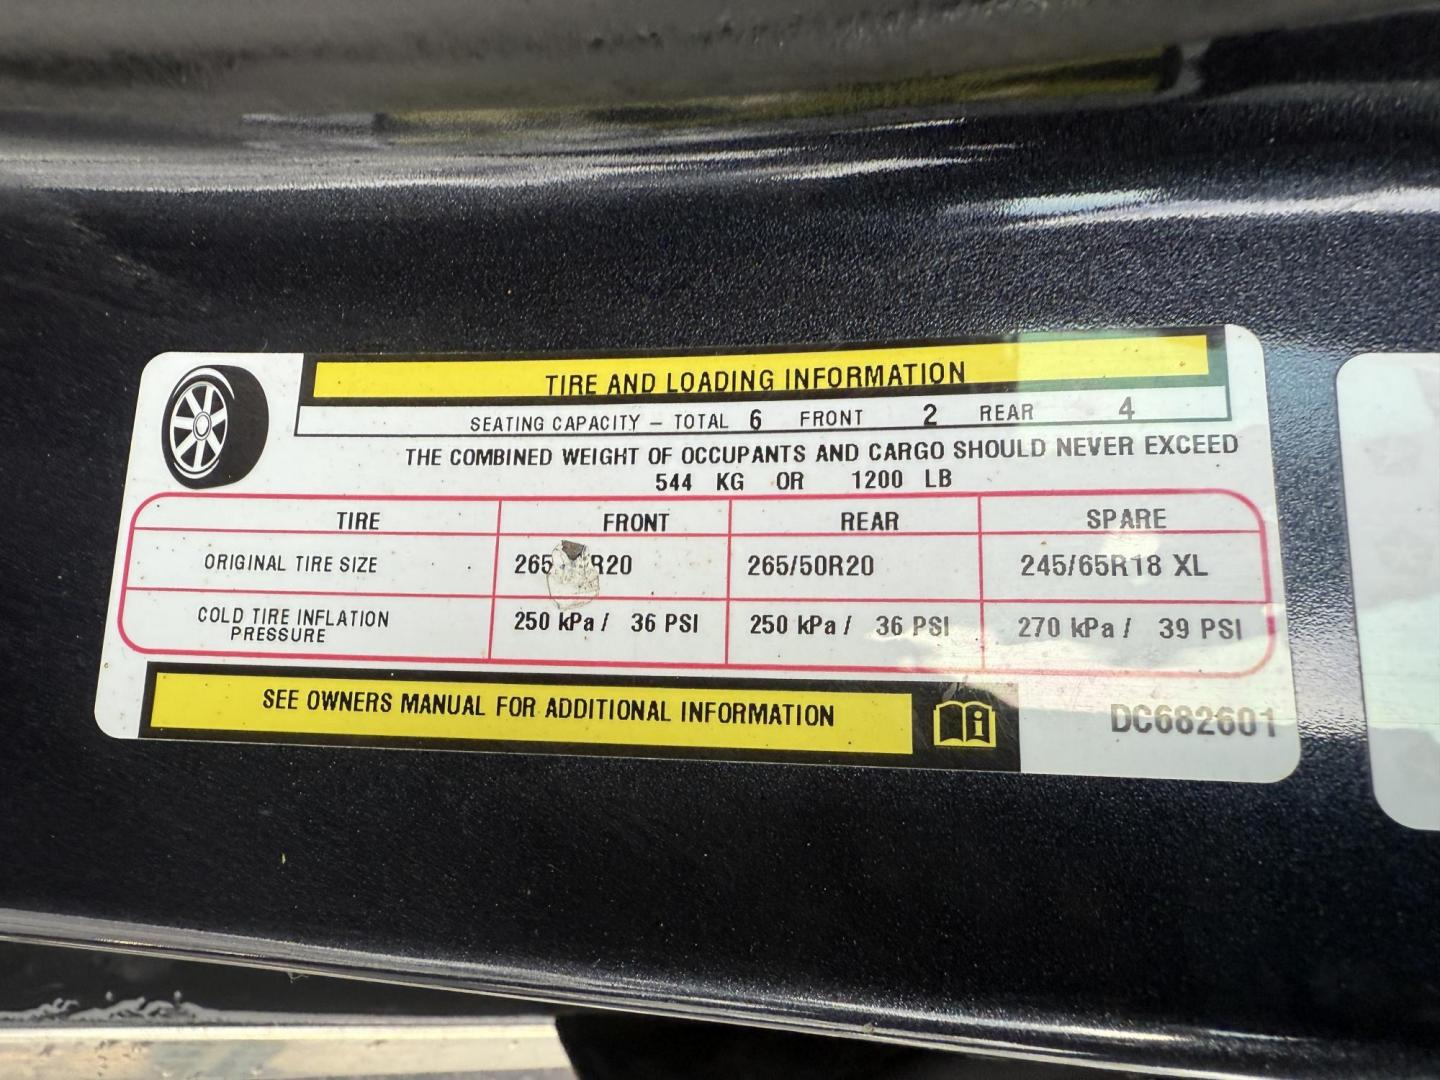 TIRE AND LOADING INFORMATION
SEATING CAPACITY – TOTAL 6 FRONT 2 REAR 4
THE COMBINED WEIGHT OF OCCUPANTS AND CARGO SHOULD NEVER EXCEED
544 KG OR 1200 LB
TIRE FRONT REAR SPARE
ORIGINAL TIRE SIZE 265 R20 265/50R20 245/65R18 XL
COLD TIRE INFLATION PRESSURE 250 kPa / 36 PSI 250 kPa / 36 PSI 270 kPa / 39 PSI
SEE OWNERS MANUAL FOR ADDITIONAL INFORMATION
DC682601